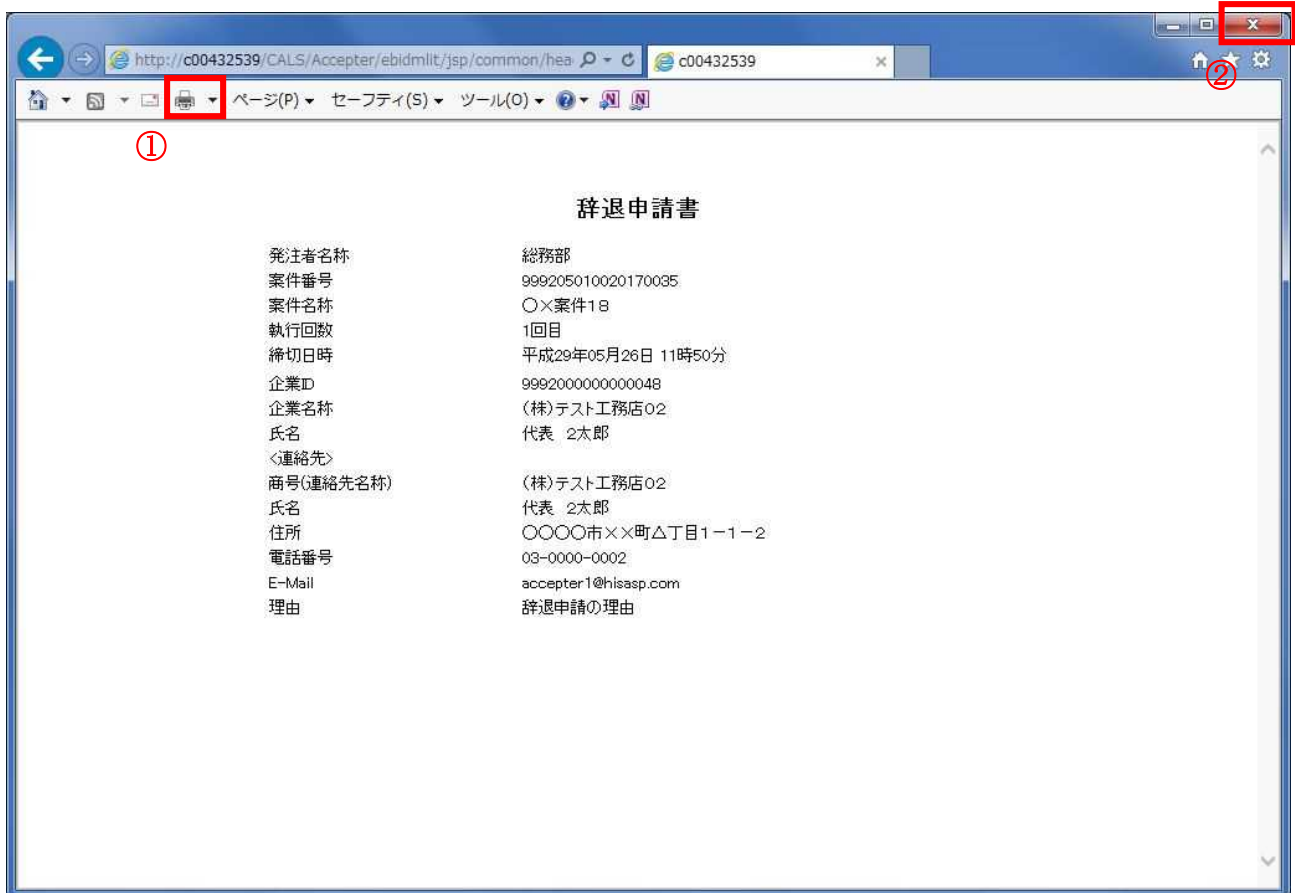 http://c00432539/CALS/Accepter/ebidmlit/jsp/common/hea
c00432539
②
ページ(P) セーフティ(S) ツール(O)
①
辞退申請書
発注者名称 総務部
案件番号 999205010020170035
案件名称 〇×案件18
執行回数 1回目
締切日時 平成29年05月26日 11時50分
企業ID 9992000000000048
企業名称 (株)テスト工務店02
氏名 代表 2太郎
<連絡先>
商号(連絡先名称) (株)テスト工務店02
氏名 代表 2太郎
住所 〇〇〇〇市××町△丁目1-1-2
電話番号 03-0000-0002
E-Mail accepter1@hisasp.com
理由 辞退申請の理由